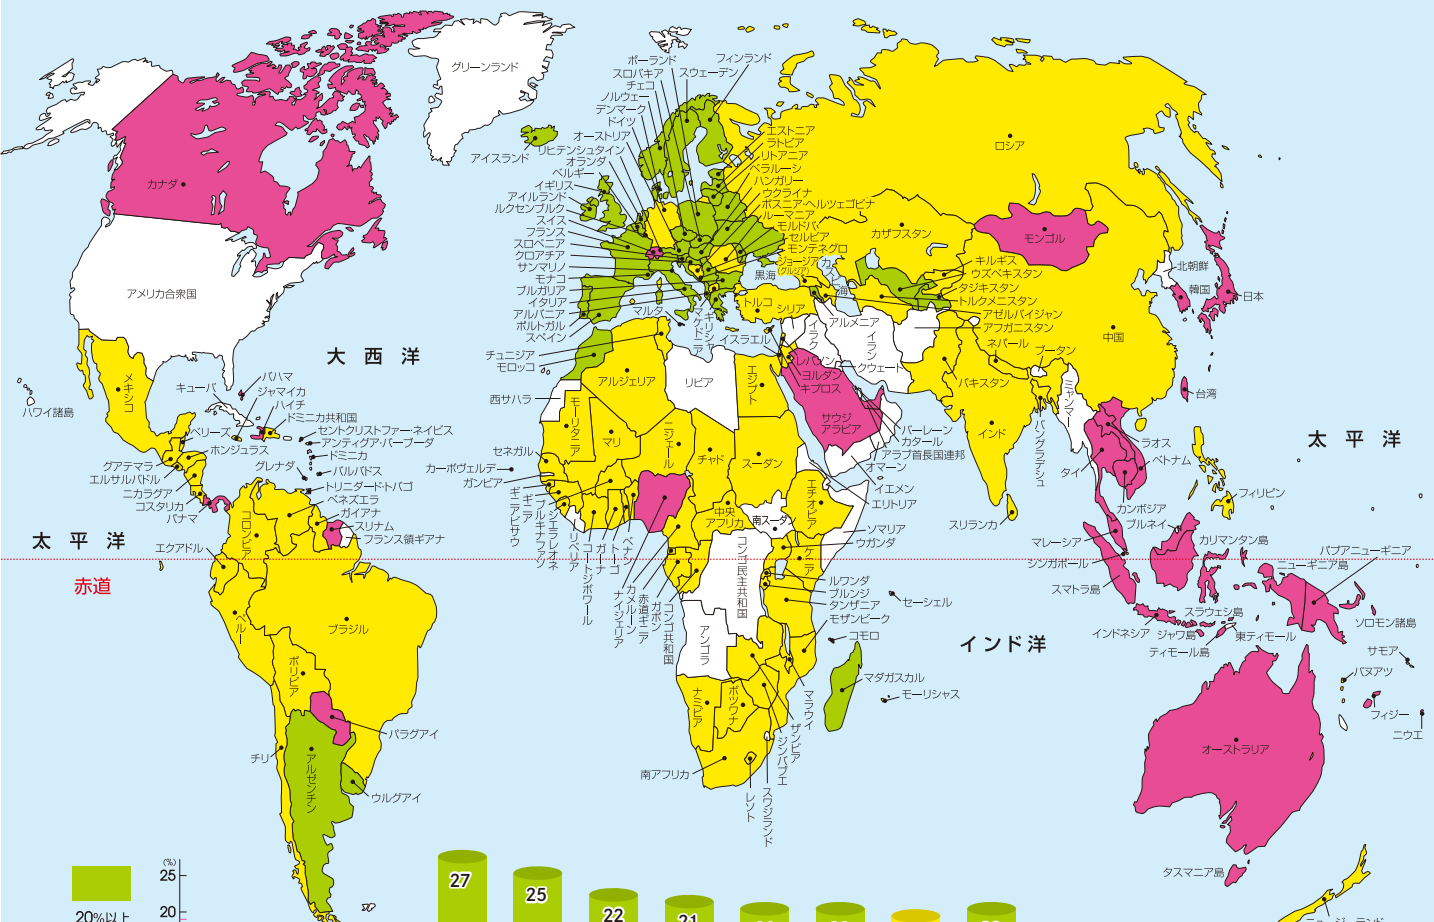 グリーンランド
ポーランド
フィンランド
スロバキア
スウェーデン
チェコ
ノルウェー
デンマーク
ドイツ
オーストリア
リヒテンシュタイン
アイスランド
オランダ
ベルギー
イギリス
アイルランド
ルクセンブルク
スイス
フランス
スロベニア
クロアチア
サンマリノ
モナコ
ブルガリア
イタリア
アルバニア
ポルトガル
スペイン
マルタ
マケドニア
ギリシャ
エストニア
ラトビア
リトアニア
ベラルーシ
ハンガリー
ウクライナ
ボスニア・ヘルツェゴビナ
ルーマニア
モルドバ
セルビア
モンテネグロ
ジョージア
(グルジア)
黒海
カスピ海
ロシア
カザフスタン
モンゴル
キルギス
ウズベキスタン
タジキスタン
トルクメニスタン
アゼルバイジャン
アフガニスタン
北朝鮮
韓国
日本
中国
カナダ
アメリカ合衆国
大西洋
トルコ
シリア
アルメニア
イスラエル
イラク
イラン
レバノン
クウェート
ヨルダン
キプロス
サウジ
アラビア
ネパール
ブータン
パキスタン
ミャンマー
インド
バングラデシュ
台湾
ラオス
ベトナム
タイ
カンボジア
ブルネイ
フィリピン
太平洋
チュニジア
モロッコ
アルジェリア
リビア
エジプト
西サハラ
モーリタニア
マリ
ニジェール
チャド
スーダン
バーレーン
カタール
アラブ首長国連邦
オマーン
イエメン
エリトリア
エチオピア
ソマリア
ウガンダ
ケニア
メキシコ
キューバ
バハマ
ジャマイカ
ハイチ
ドミニカ共和国
セントクリストファー・ネイビス
アンティグア・バーブーダ
ドミニカ
バルバドス
グレナダ
トリニダードトバゴ
ベネズエラ
ガイアナ
スリナム
フランス領ギアナ
ハワイ諸島
ベリーズ
ホンジュラス
グアテマラ
エルサルバドル
ニカラグア
コスタリカ
パナマ
コロンビア
エクアドル
太平洋
赤道
セネガル
カーボヴェルデ
ガンビア
ギニアビサウ
ギニア
ブルキナファソ
シエラレオネ
リベリア
コートジボワール
ガーナ
トーゴ
ベナン
ナイジェリア
カメルーン
赤道ギニア
ガボン
コンゴ共和国
中央
アフリカ
南スーダン
コンゴ民主共和国
ルワンダ
ブルンジ
タンザニア
モザンビーク
セーシェル
コモロ
マダガスカル
モーリシャス
アンゴラ
ナミビア
ボツワナ
マラウイ
ザンビア
ジンバブエ
スワジランド
レソト
南アフリカ
インド洋
スリランカ
マレーシア
シンガポール
スマトラ島
カリマンタン島
パプアニューギニア
ニューギニア島
インドネシア
ジャワ島
スラウェシ島
ティモール島
東ティモール
ソロモン諸島
サモア
バヌアツ
フィジー
ニウエ
オーストラリア
タスマニア島
ペルー
ブラジル
ボリビア
パラグアイ
チリ
アルゼンチン
ウルグアイ
(%)
25
20
20%以上
27
25
22
21